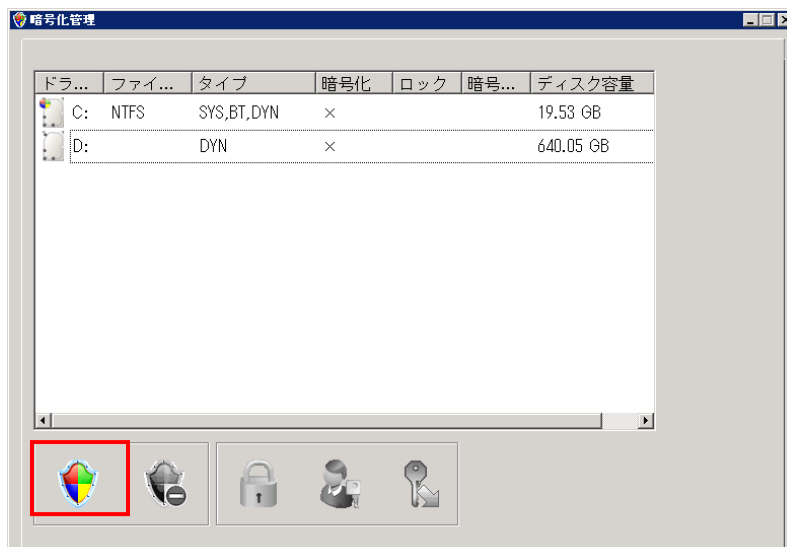 暗号化管理
ドラ... ファイ... タイプ 暗号化 ロック 暗号... ディスク容量
C: NTFS SYS,BT,DYN × 19.53 GB
D: DYN × 640.05 GB